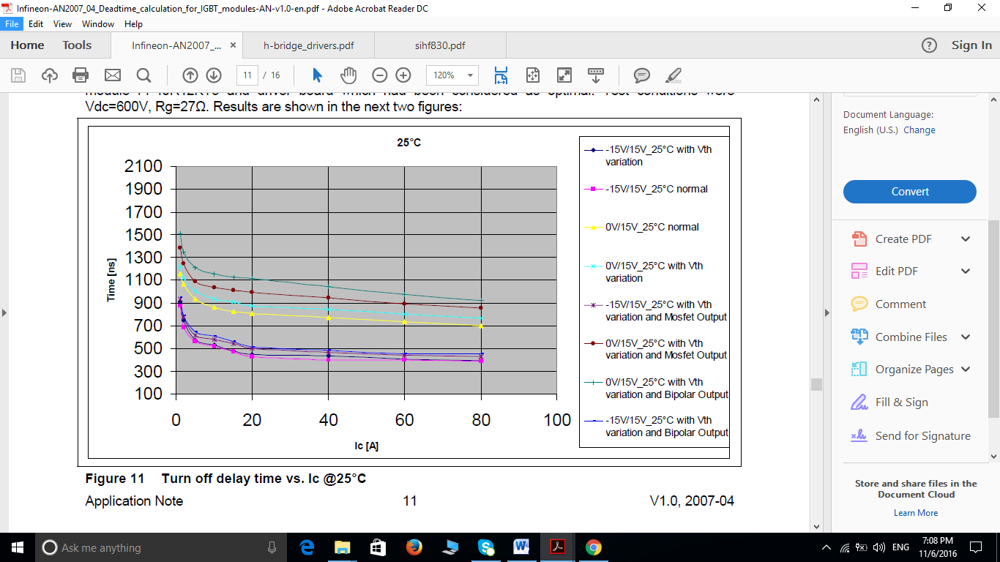 Infineon-AN2007_04_Deadtime_calculation_for_IGBT_modules-AN-v1.0-en.pdf - Adobe Acrobat Reader DC
File Edit View Window Help
Home Tools Infineon-AN2007_... × h-bridge_drivers.pdf sihf830.pdf ? Sign In
11 / 16 120%
Vdc=600V, Rg=27Ω. Results are shown in the next two figures:
25°C
2100
1900
1700
1500
1300
1100
900
700
500
300
100
Time [ns]
0 20 40 60 80 100
Ic [A]
-15V/15V_25°C with Vth
variation
-15V/15V_25°C normal
0V/15V_25°C normal
0V/15V_25°C with Vth
variation
-15V/15V_25°C with Vth
variation and Mosfet Output
0V/15V_25°C with Vth
variation and Mosfet Output
0V/15V_25°C with Vth
variation and Bipolar Output
-15V/15V_25°C with Vth
variation and Bipolar Output
Figure 11 Turn off delay time vs. Ic @25°C
Application Note 11 V1.0, 2007-04
Document Language:
English (U.S.) Change
Convert
Create PDF
Edit PDF
Comment
Combine Files
Organize Pages
Fill & Sign
Send for Signature
Store and share files in the
Document Cloud
Learn More
Ask me anything
ENG
7:08 PM
11/6/2016